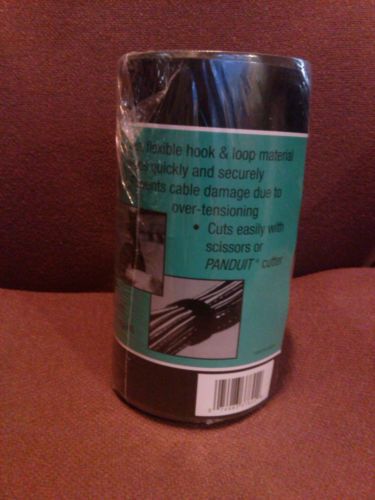 flexible hook & loop material
quickly and securely
cable damage due to
over-tensioning
• Cuts easily with
scissors or
PANDUIT® cutter